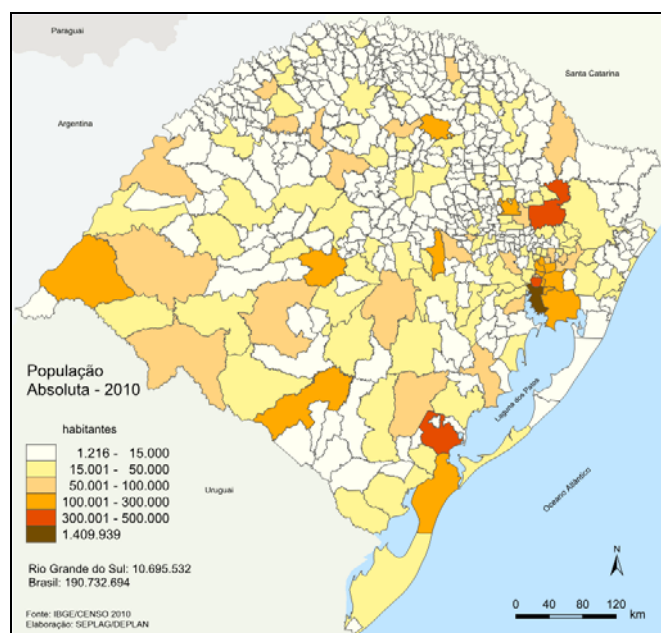 Paraguai
Santa Catarina
Argentina
População
Absoluta - 2010
Laguna dos Patos
habitantes
1.216 - 15.000
15.001 - 50.000
50.001 - 100.000
100.001 - 300.000
300.001 - 500.000
1.409.939
Uruguai
Oceano Atlântico
N
Rio Grande do Sul: 10.695.532
Brasil: 190.732.694
Fonte: IBGE/CENSO 2010
Elaboração: SEPLAG/DEPLAN
0 40 80 120
km